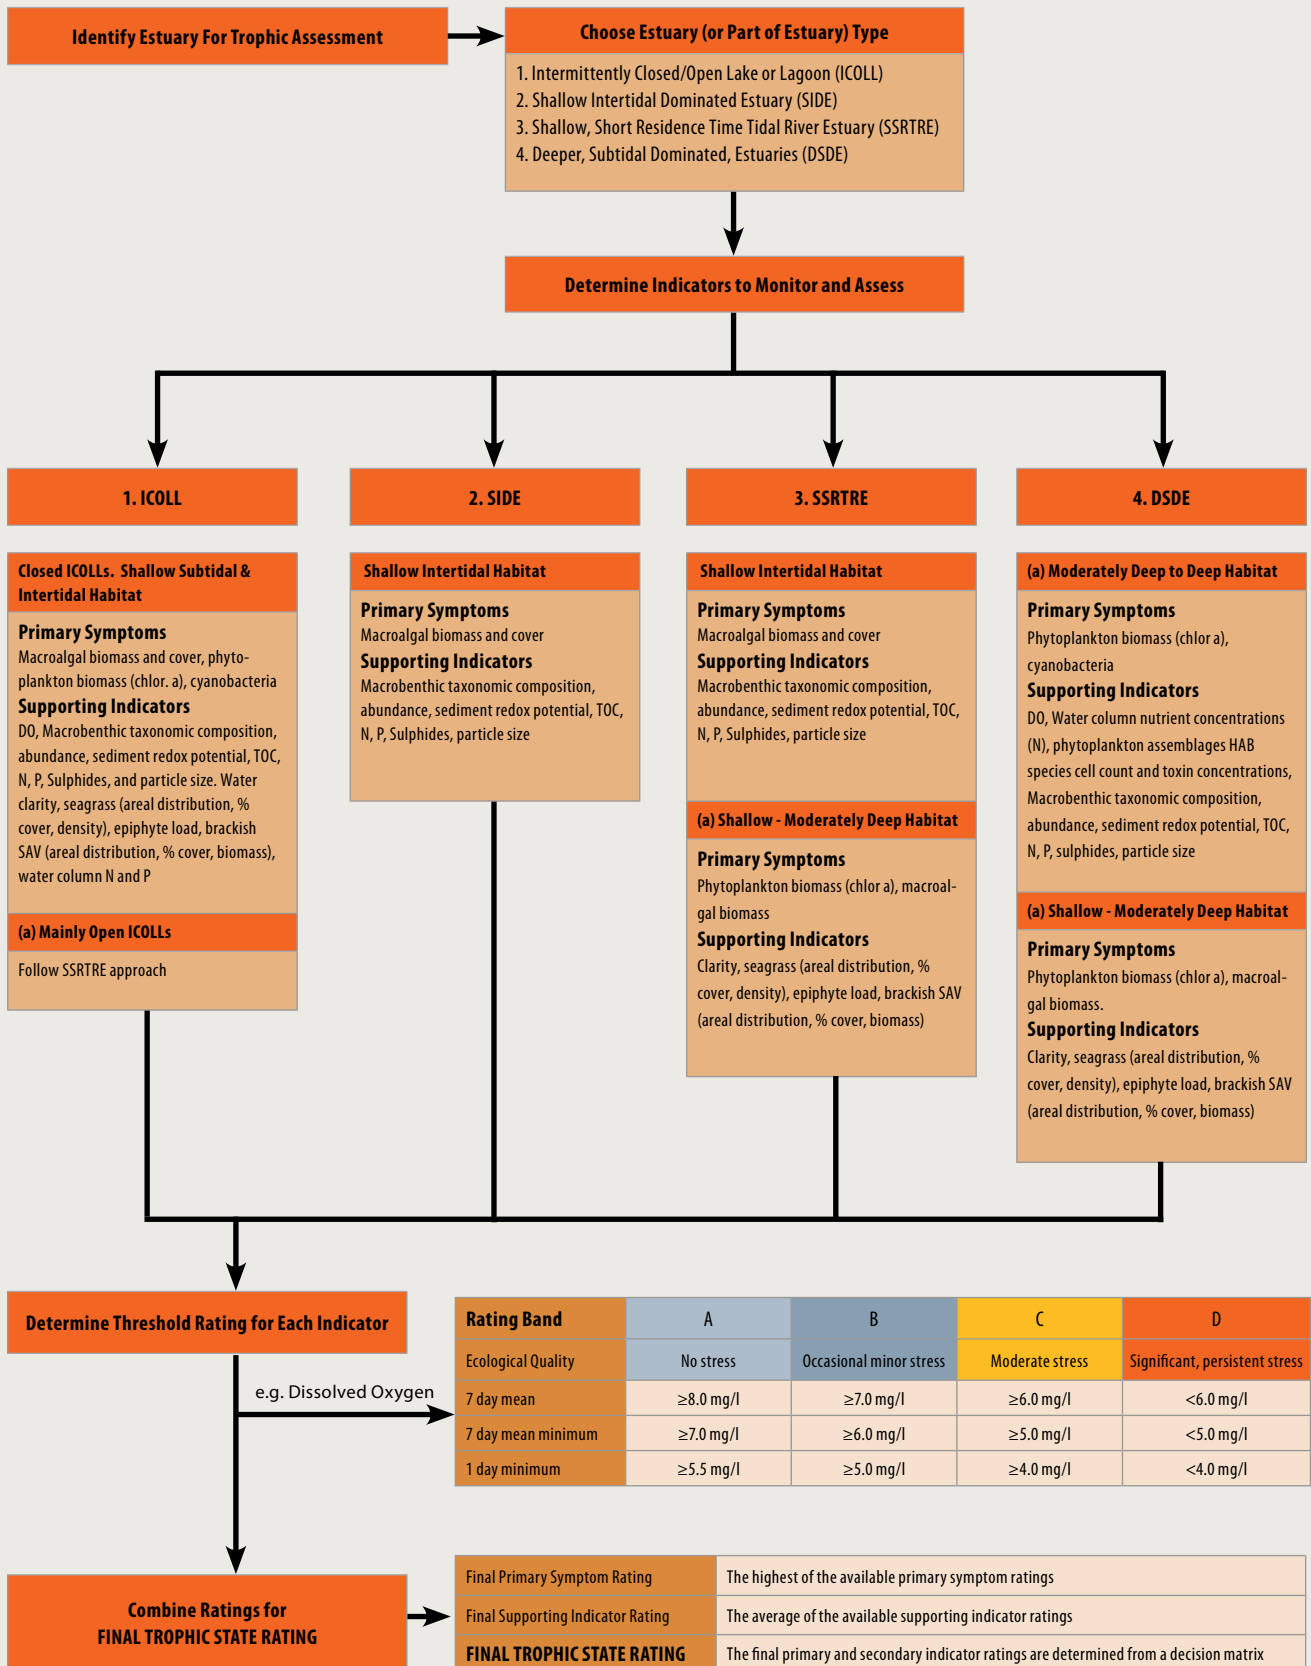 Identify Estuary For Trophic Assessment
Choose Estuary (or Part of Estuary) Type
1. Intermittently Closed/Open Lake or Lagoon (ICOLL)
2. Shallow Intertidal Dominated Estuary (SIDE)
3. Shallow, Short Residence Time Tidal River Estuary (SSRTRE)
4. Deeper, Subtidal Dominated, Estuaries (DSDE)
Determine Indicators to Monitor and Assess
1. ICOLL
Closed ICOLLs. Shallow Subtidal &
Intertidal Habitat
Primary Symptoms
Macroalgal biomass and cover, phyto-
plankton biomass (chlor. a), cyanobacteria
Supporting Indicators
DO, Macrobenthic taxonomic composition,
abundance, sediment redox potential, TOC,
N, P, Sulphides, and particle size. Water
clarity, seagrass (areal distribution, %
cover, density), epiphyte load, brackish
SAV (areal distribution, % cover, biomass),
water column N and P
(a) Mainly Open ICOLLs
Follow SSRTRE approach
2. SIDE
Shallow Intertidal Habitat
Primary Symptoms
Macroalgal biomass and cover
Supporting Indicators
Macrobenthic taxonomic composition,
abundance, sediment redox potential, TOC,
N, P, Sulphides, particle size
3. SSRTRE
Shallow Intertidal Habitat
Primary Symptoms
Macroalgal biomass and cover
Supporting Indicators
Macrobenthic taxonomic composition,
abundance, sediment redox potential, TOC,
N, P, Sulphides, particle size
(a) Shallow - Moderately Deep Habitat
Primary Symptoms
Phytoplankton biomass (chlor a), macroal-
gal biomass
Supporting Indicators
Clarity, seagrass (areal distribution, %
cover, density), epiphyte load, brackish SAV
(areal distribution, % cover, biomass)
4. DSDE
(a) Moderately Deep to Deep Habitat
Primary Symptoms
Phytoplankton biomass (chlor a),
cyanobacteria
Supporting Indicators
DO, Water column nutrient concentrations
(N), phytoplankton assemblages HAB
species cell count and toxin concentrations,
Macrobenthic taxonomic composition,
abundance, sediment redox potential, TOC,
N, P, sulphides, particle size
(a) Shallow - Moderately Deep Habitat
Primary Symptoms
Phytoplankton biomass (chlor a), macroal-
gal biomass.
Supporting Indicators
Clarity, seagrass (areal distribution, %
cover, density), epiphyte load, brackish SAV
(areal distribution, % cover, biomass)
Determine Threshold Rating for Each Indicator
e.g. Dissolved Oxygen
Rating Band A B C D
Ecological Quality No stress Occasional minor stress Moderate stress Significant, persistent stress
7 day mean ≥8.0 mg/l ≥7.0 mg/l ≥6.0 mg/l <6.0 mg/l
7 day mean minimum ≥7.0 mg/l ≥6.0 mg/l ≥5.0 mg/l <5.0 mg/l
1 day minimum ≥5.5 mg/l ≥5.0 mg/l ≥4.0 mg/l <4.0 mg/l
Combine Ratings for
FINAL TROPHIC STATE RATING
Final Primary Symptom Rating The highest of the available primary symptom ratings
Final Supporting Indicator Rating The average of the available supporting indicator ratings
FINAL TROPHIC STATE RATING The final primary and secondary indicator ratings are determined from a decision matrix